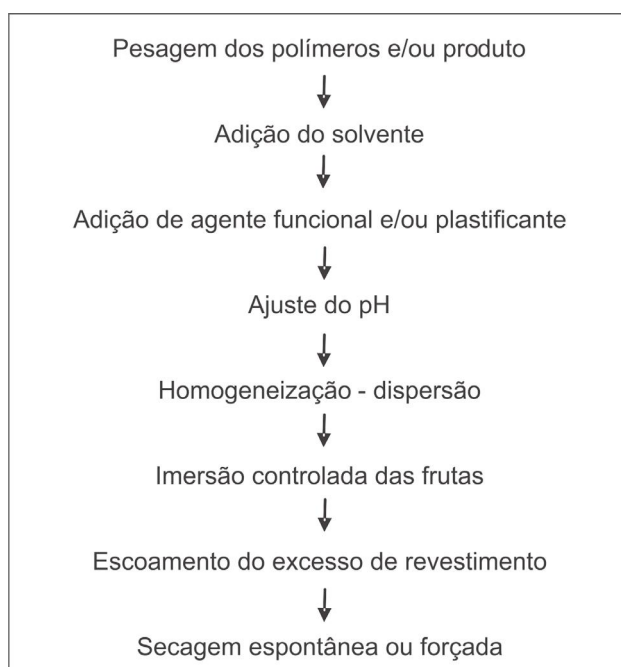 Pesagem dos polímeros e/ou produto
Adição do solvente
Adição de agente funcional e/ou plastificante
Ajuste do pH
Homogeneização - dispersão
Imersão controlada das frutas
Escoamento do excesso de revestimento
Secagem espontânea ou forçada